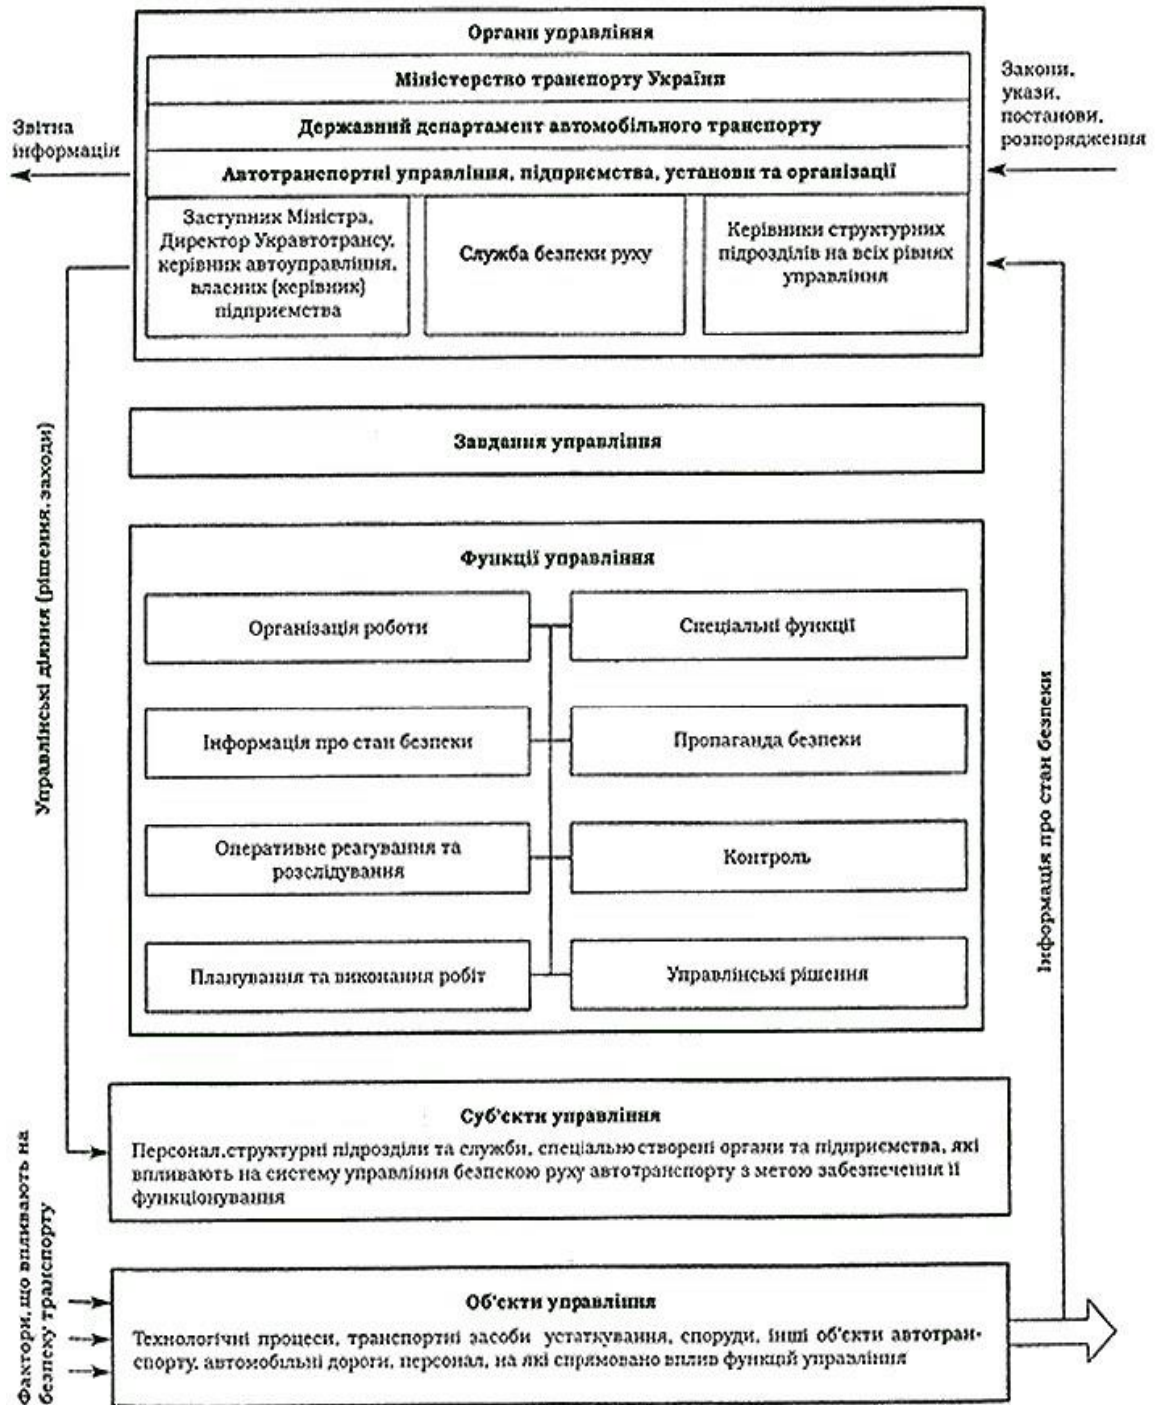 Органи управління
Міністерство транспорту України
Державний департамент автомобільного транспорту
Автотранспортні управління, підприємства, установи та організації
Заступник Міністра,
Директор Укравтотрансу,
керівник автоуправління,
власник (керівник)
підприємства
Служба безпеки руху
Керівники структурних
підрозділів на всіх рівнях
управління
Звітна
інформація
Закони,
укази,
постанови,
розпорядження
Управлінські діяння (рішення, заходи)
Завдання управління
Функції управління
Організація роботи
Спеціальні функції
Інформація про стан безпеки
Пропаганда безпеки
Оперативне реагування та
розслідування
Контроль
Планування та виконання робіт
Управлінські рішення
Інформація про стан безпеки
Суб'єкти управління
Персонал,структурні підрозділи та служби, спеціально створені органи та підприємства, які
впливають на систему управління безпекою руху автотранспорту з метою забезпечення її
функціонування
Фактори, що впливають на
безпеку транспорту
Об'єкти управління
Технологічні процеси, транспортні засоби устаткування, споруди, інші об'єкти автотран-
спорту, автомобільні дороги, персонал, на які спрямовано вплив функцій управління